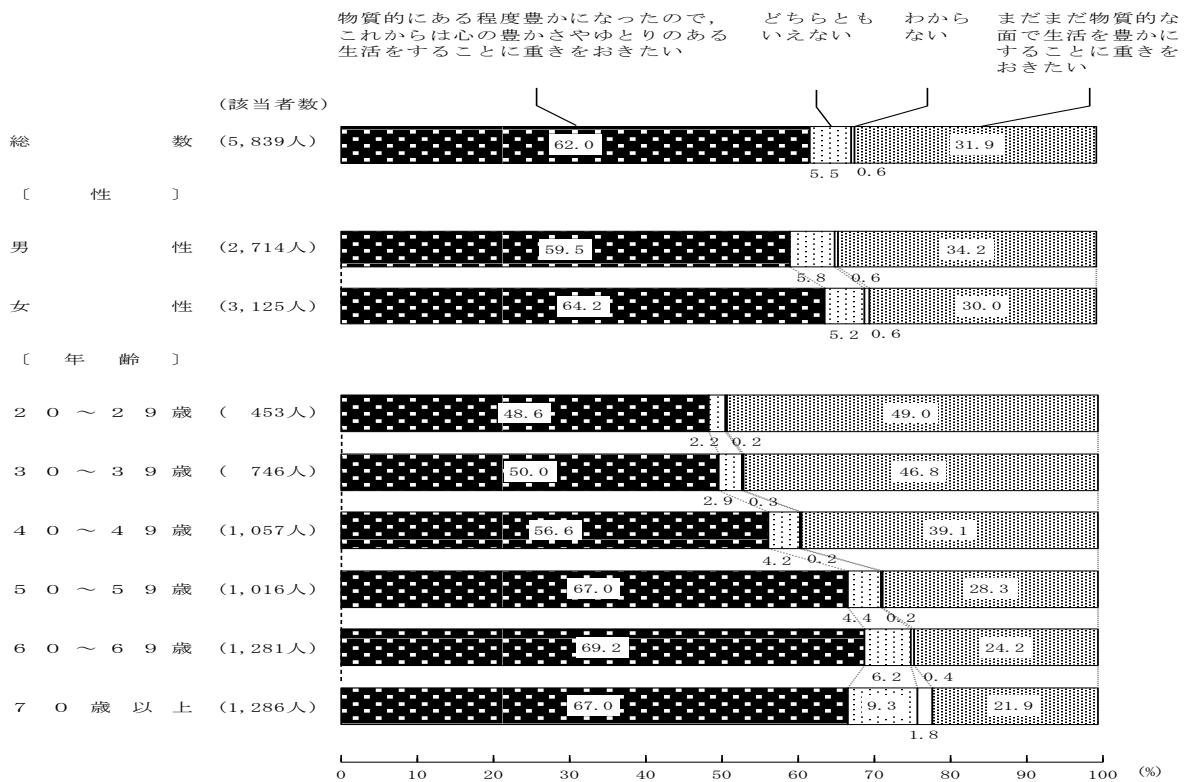 物質的にある程度豊かになったので，
これからは心の豊かさやゆとりのある
生活をすることに重きをおきたい
どちらとも
いえない
わから
ない
まだまだ物質的な
面で生活を豊かに
することに重きを
おきたい
(該当者数)
総数 (5,839人) 62.0 31.9
5.5 0.6
〔性〕
男性 (2,714人) 59.5 34.2
5.8 0.6
女性 (3,125人) 64.2 30.0
5.2 0.6
〔年齢〕
20～29歳 ( 453人) 48.6 49.0
2.2 0.2
30～39歳 ( 746人) 50.0 46.8
2.9 0.3
40～49歳 (1,057人) 56.6 39.1
4.2 0.2
50～59歳 (1,016人) 67.0 28.3
4.4 0.2
60～69歳 (1,281人) 69.2 24.2
6.2 0.4
70歳以上 (1,286人) 67.0 9.3 21.9
1.8
0 10 20 30 40 50 60 70 80 90 100 (%)